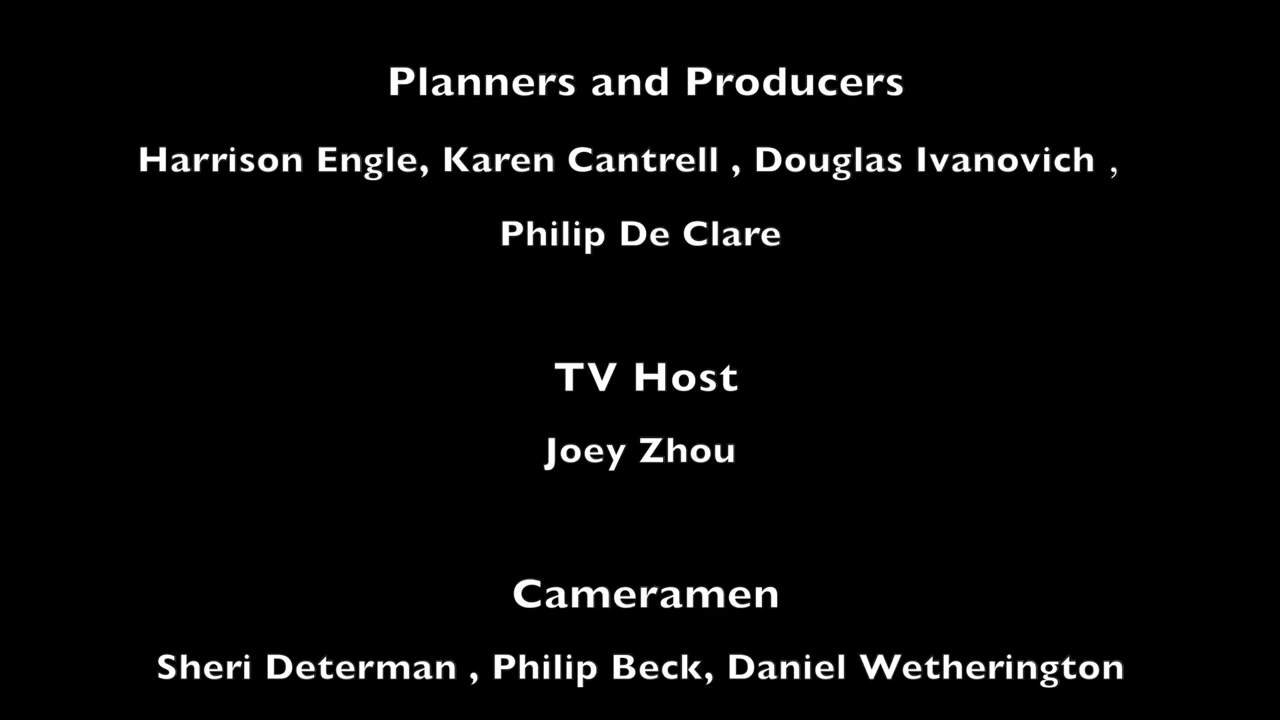 Planners and Producers
Harrison Engle, Karen Cantrell , Douglas Ivanovich ,
Philip De Clare
TV Host
Joey Zhou
Cameramen
Sheri Determan , Philip Beck, Daniel Wetherington